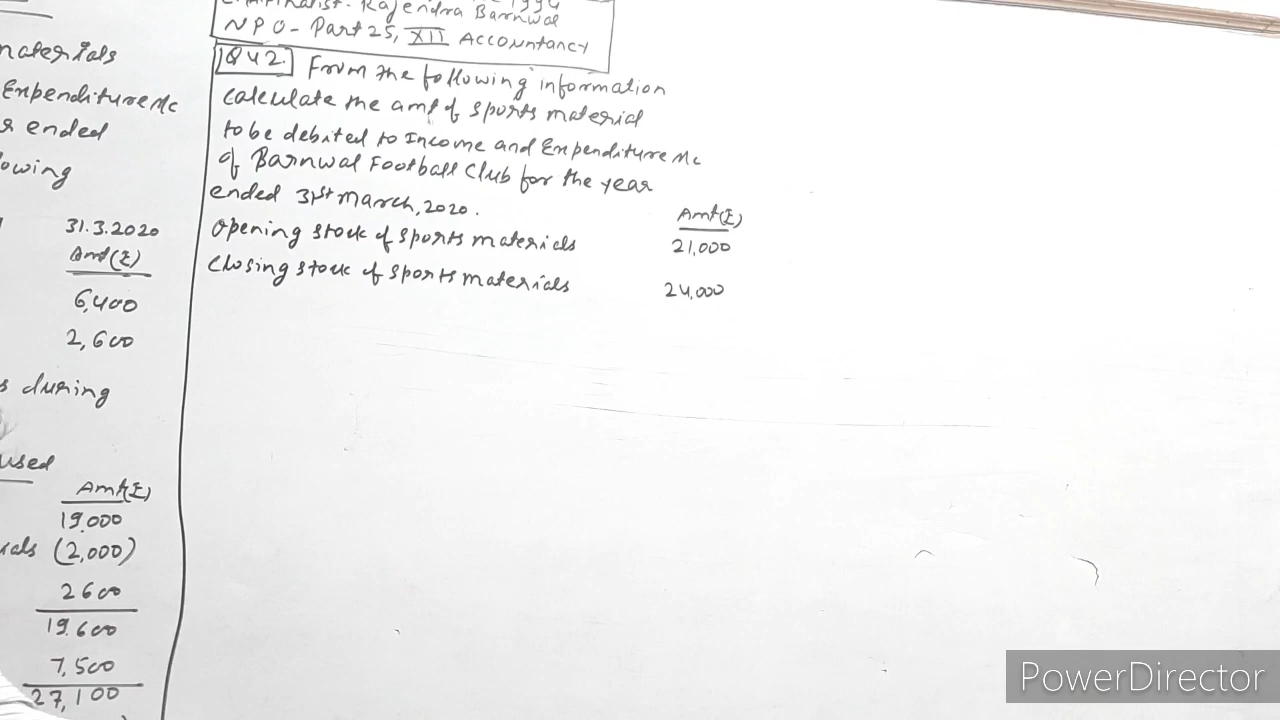 Rajendra Barnwal
NPO- Part 25, XII Accountancy
Q42. From the following information
calculate the amt of sports material
to be debited to Income and Expenditure A/c
of Barnwal Football Club for the year
ended 31st March, 2020.
Amt(₹)
Opening stock of sports materials 21,000
Closing stock of sports materials 24,000
materials
Expenditure A/c
ended
owing
31.3.2020
Amt(₹)
6,400
2,600
s during
used
Amt(₹)
19,000
ials (2,000)
2600
19,600
7,500
27,100
PowerDirector